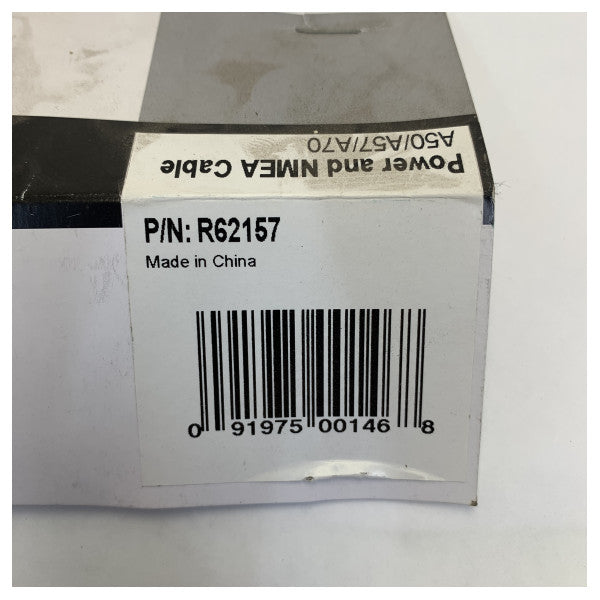 Power and NMEA Cable
A50/A57/A70
P/N: R62157
Made in China
0 91975 00146 8